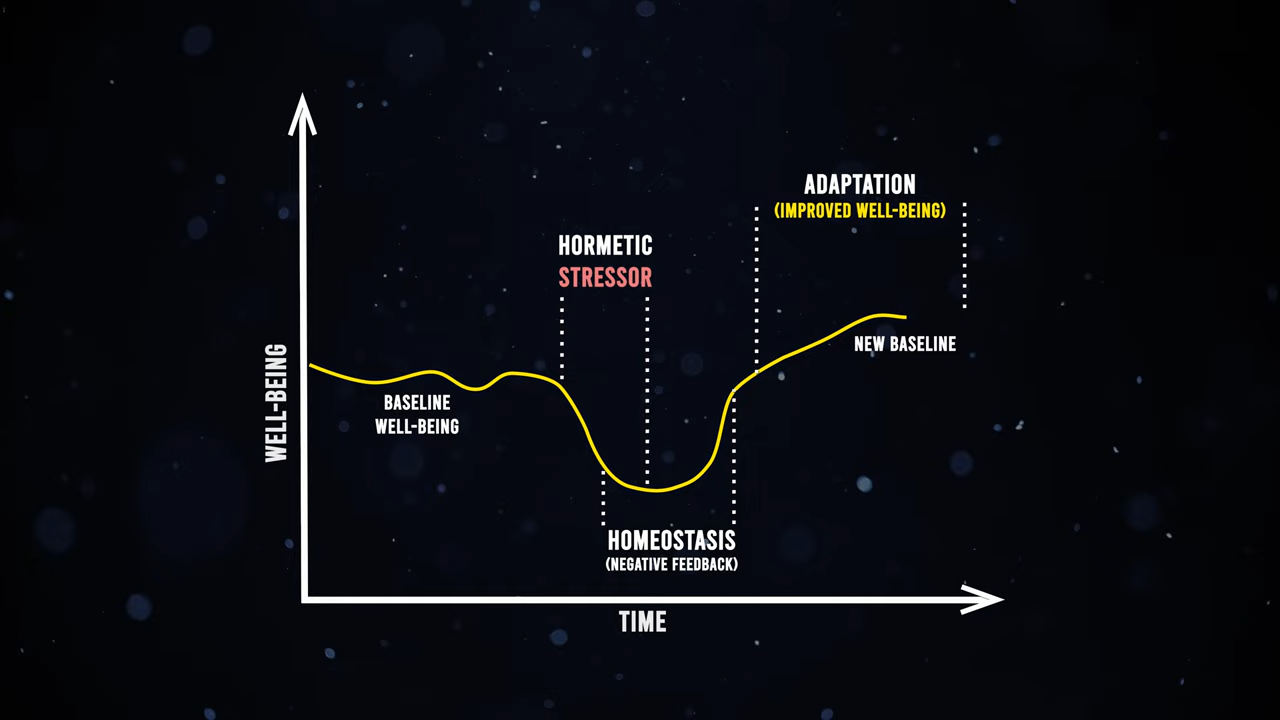 ADAPTATION
(IMPROVED WELL-BEING)
HORMETIC
STRESSOR
NEW BASELINE
WELL-BEING
BASELINE
WELL-BEING
HOMEOSTASIS
(NEGATIVE FEEDBACK)
TIME